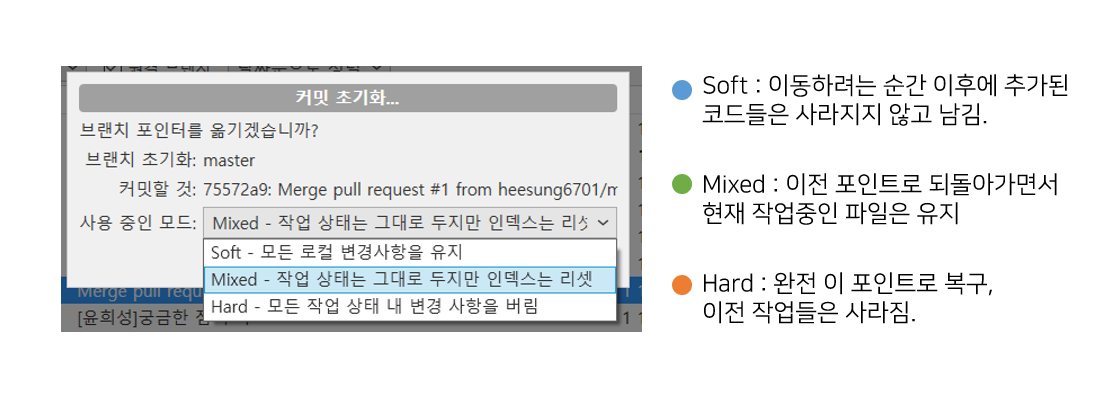 커밋 초기화...
브랜치 포인터를 옮기겠습니까?
브랜치 초기화: master
커밋할 것: 75572a9: Merge pull request #1 from heesung6701/m
사용 중인 모드: Mixed - 작업 상태는 그대로 두지만 인덱스는 리셋
Soft - 모든 로컬 변경사항을 유지
Mixed - 작업 상태는 그대로 두지만 인덱스는 리셋
Hard - 모든 작업 상태 내 변경 사항을 버림
Merge pull requ
[윤희성]궁금한
Soft : 이동하려는 순간 이후에 추가된
코드들은 사라지지 않고 남김.
Mixed : 이전 포인트로 되돌아가면서
현재 작업중인 파일은 유지
Hard : 완전 이 포인트로 복구,
이전 작업들은 사라짐.